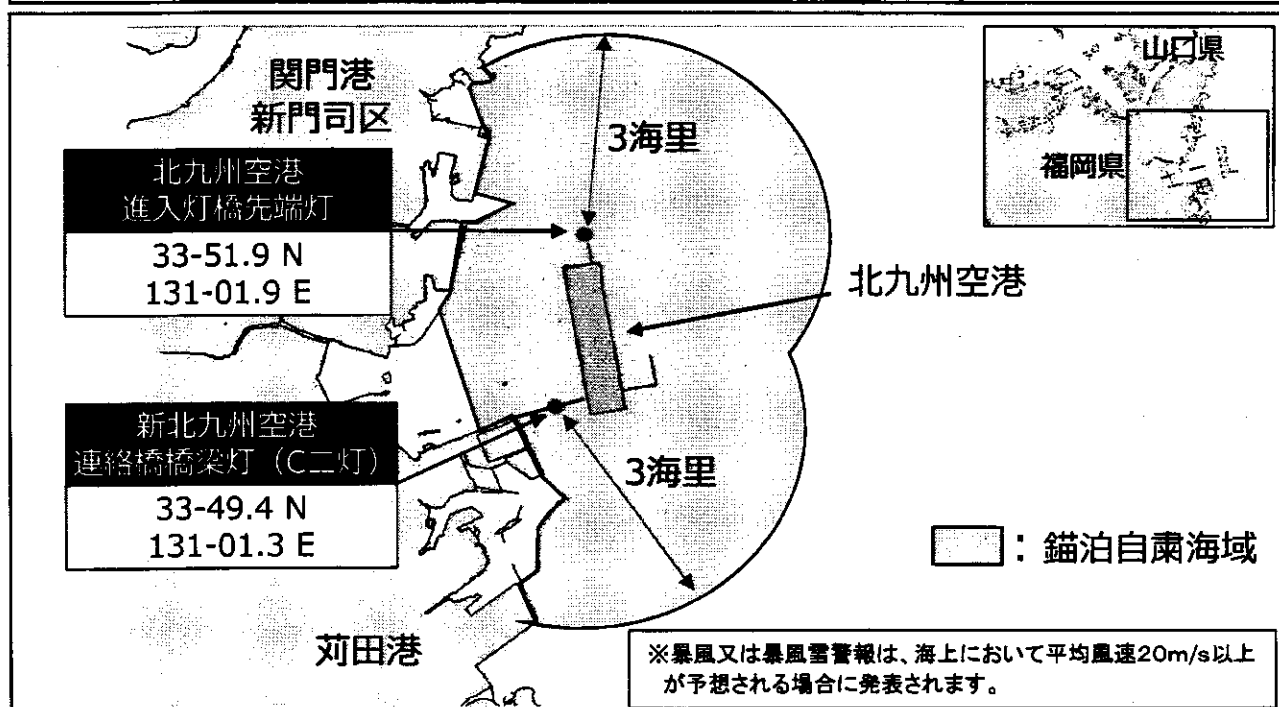 関門港
新門司区
3海里
山口県
福岡県
北九州空港
進入灯橋先端灯
33-51.9 N
131-01.9 E
北九州空港
新北九州空港
連絡橋橋梁灯（C二灯）
33-49.4 N
131-01.3 E
3海里
：錨泊自粛海域
苅田港
※暴風又は暴風雪警報は、海上において平均風速20m/s以上
が予想される場合に発表されます。